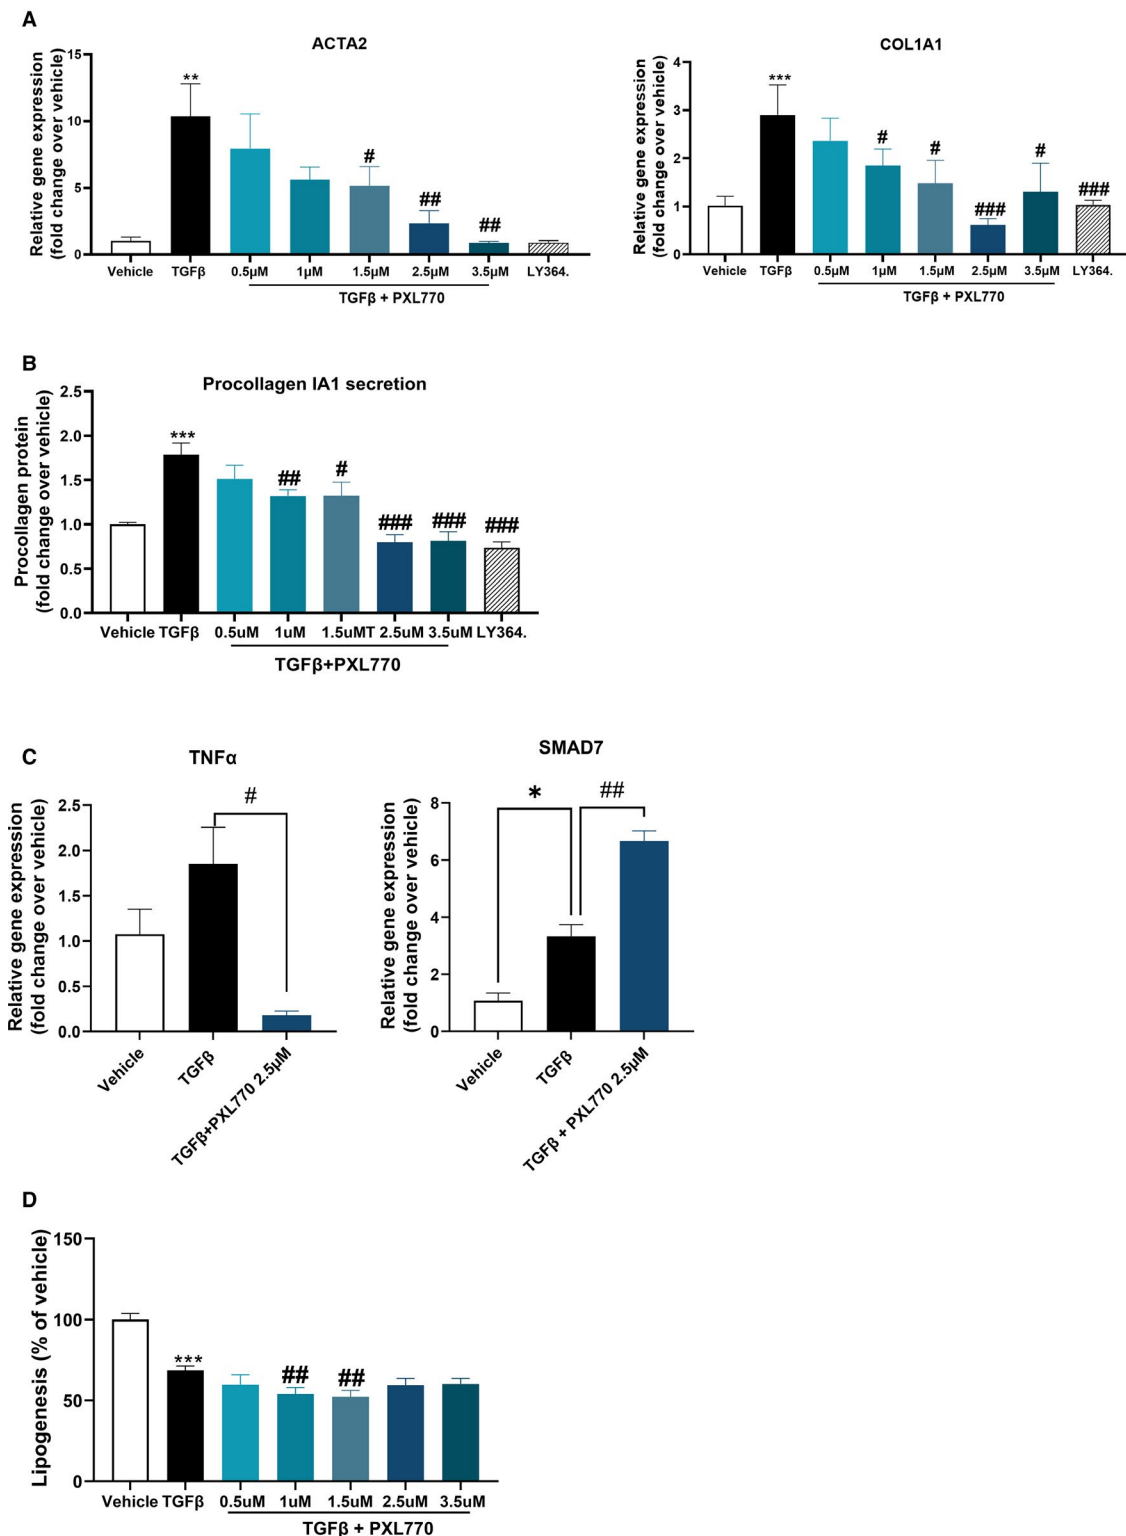 A
ACTA2
Relative gene expression
(fold change over vehicle)
15
10
5
0
**
#
##
##
Vehicle TGFβ 0.5µM 1µM 1.5µM 2.5µM 3.5µM LY364.
TGFβ + PXL770
COL1A1
Relative gene expression
(fold change over vehicle)
4
3
2
1
0
***
#
#
###
#
###
Vehicle TGFβ 0.5µM 1µM 1.5µM 2.5µM 3.5µM LY364.
TGFβ + PXL770
B
Procollagen IA1 secretion
Procollagen protein
(fold change over vehicle)
2.5
2.0
1.5
1.0
0.5
0.0
***
##
#
###
###
###
Vehicle TGFβ 0.5uM 1uM 1.5uMT 2.5uM 3.5uM LY364.
TGFβ+PXL770
C
TNFα
Relative gene expression
(fold change over vehicle)
2.5
2.0
1.5
1.0
0.5
0.0
#
Vehicle
TGFβ
TGFβ+PXL770 2.5µM
SMAD7
Relative gene expression
(fold change over vehicle)
8
6
4
2
0
*
##
Vehicle
TGFβ
TGFβ + PXL770 2.5µM
D
Lipogenesis (% of vehicle)
150
100
50
0
***
##
##
Vehicle TGFβ 0.5uM 1uM 1.5uM 2.5uM 3.5uM
TGFβ + PXL770